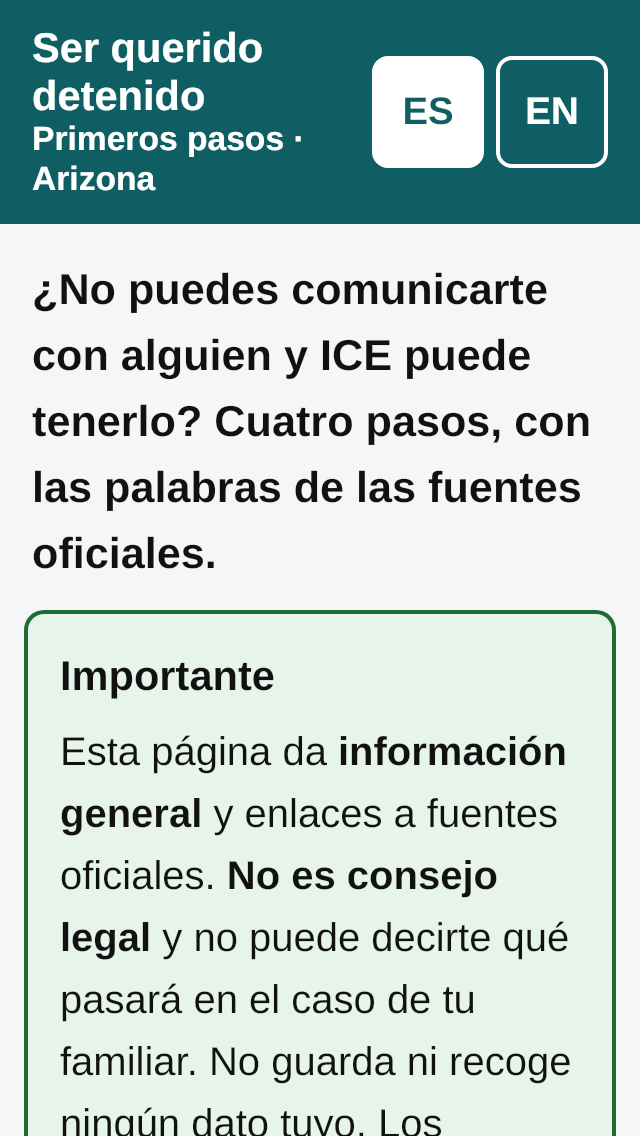 Ser querido
detenido
Primeros pasos ·
Arizona
ES
EN
¿No puedes comunicarte
con alguien y ICE puede
tenerlo? Cuatro pasos, con
las palabras de las fuentes
oficiales.
Importante
Esta página da información
general y enlaces a fuentes
oficiales. No es consejo
legal y no puede decirte qué
pasará en el caso de tu
familiar. No guarda ni recoge
ningún dato tuyo. Los